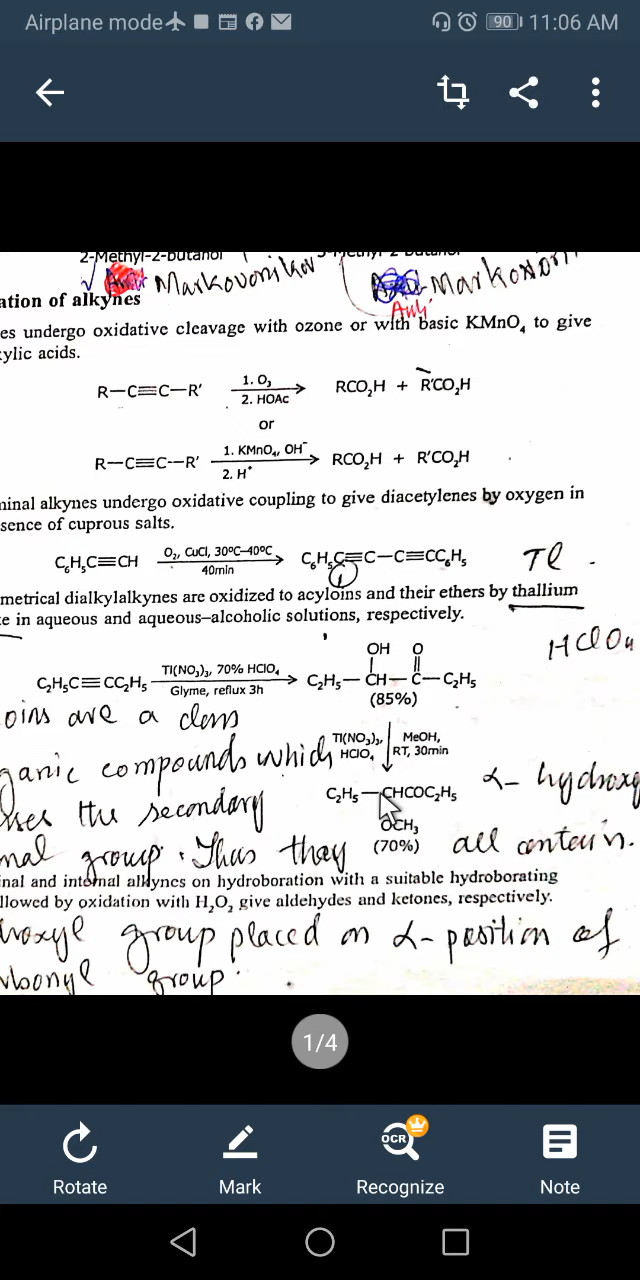 Airplane mode 90 11:06 AM
2-Methyl-2-butanol
Markovonikov Markovoni
Anti
ation of alkynes
es undergo oxidative cleavage with ozone or with basic KMnO₄ to give
xylic acids.
R—C≡C—R′ 1. O₃ 2. HOAc RCO₂H + R′CO₂H
or
R—C≡C—R′ 1. KMnO₄, OH⁻ 2. H⁺ RCO₂H + R′CO₂H
minal alkynes undergo oxidative coupling to give diacetylenes by oxygen in
sence of cuprous salts.
C₆H₅C≡CH O₂, CuCl, 30⁰C–40⁰C 40min C₆H₅C≡C—C≡CC₆H₅ Tl
metrical dialkylalkynes are oxidized to acyloins and their ethers by thallium
e in aqueous and aqueous–alcoholic solutions, respectively.
HClO₄
OH O
C₂H₅C≡CC₂H₅ Tl(NO₃)₃, 70% HClO₄ Glyme, reflux 3h C₂H₅—CH—C—C₂H₅
(85%)
oins are a class
Tl(NO₃)₃, HClO₄ MeOH, RT, 30min
ganic compounds which
C₂H₅—CHCOC₂H₅ α- hydroxy
sses the secondary
OCH₃
(70%)
nal group. Thus they all contain.
inal and internal alkynes on hydroboration with a suitable hydroborating
llowed by oxidation with H₂O₂ give aldehydes and ketones, respectively.
droxyl group placed on α- position of
rbonyl group.
1/4
OCR
Rotate Mark Recognize Note